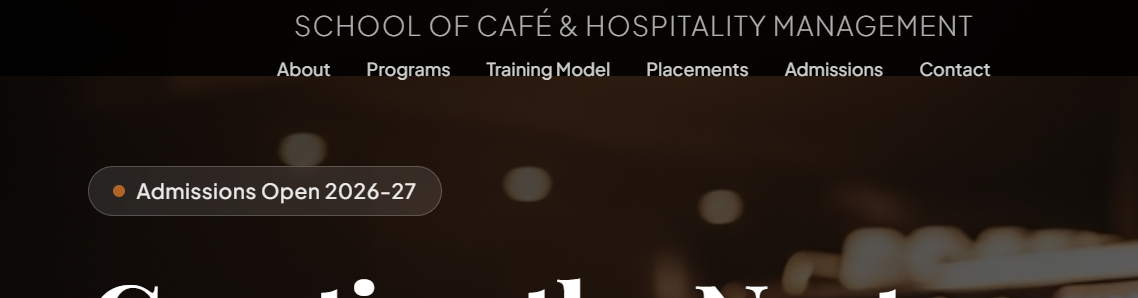 SCHOOL OF CAFÉ & HOSPITALITY MANAGEMENT
About Programs Training Model Placements Admissions Contact
Admissions Open 2026-27